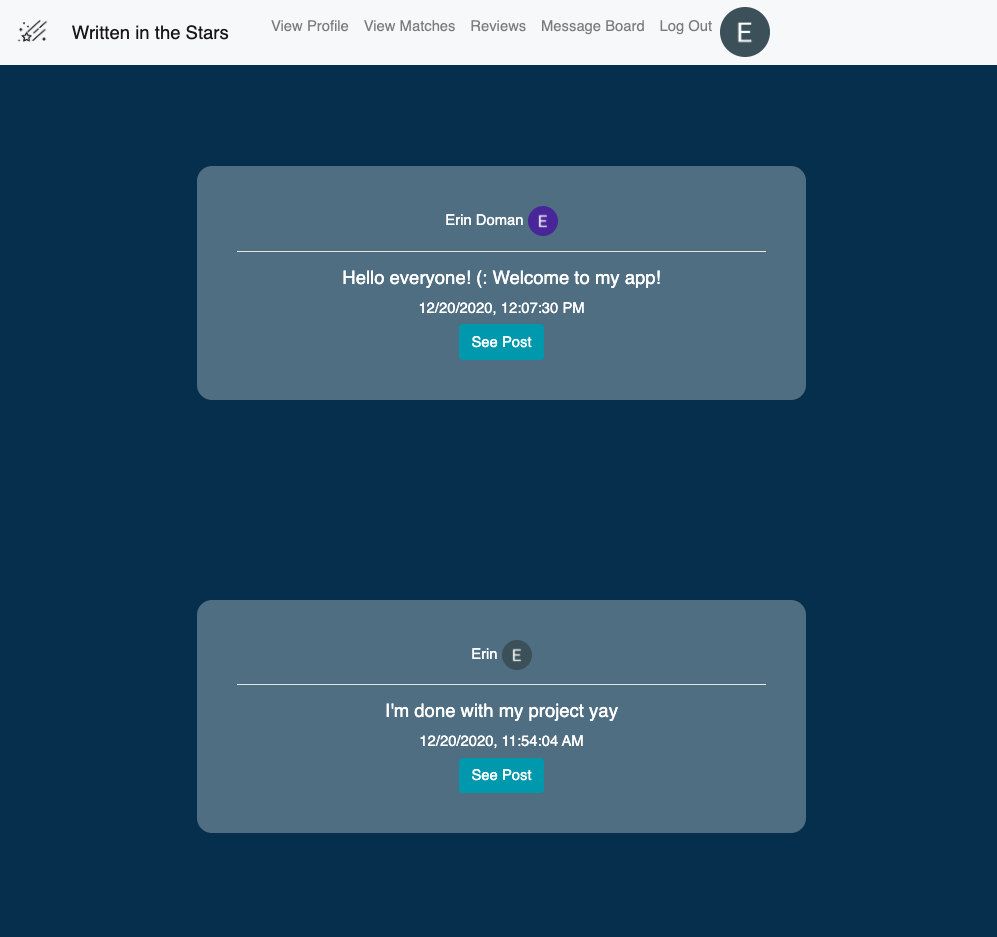 Written in the Stars View Profile View Matches Reviews Message Board Log Out E
Erin Doman E
Hello everyone! (: Welcome to my app!
12/20/2020, 12:07:30 PM
See Post
Erin E
I'm done with my project yay
12/20/2020, 11:54:04 AM
See Post